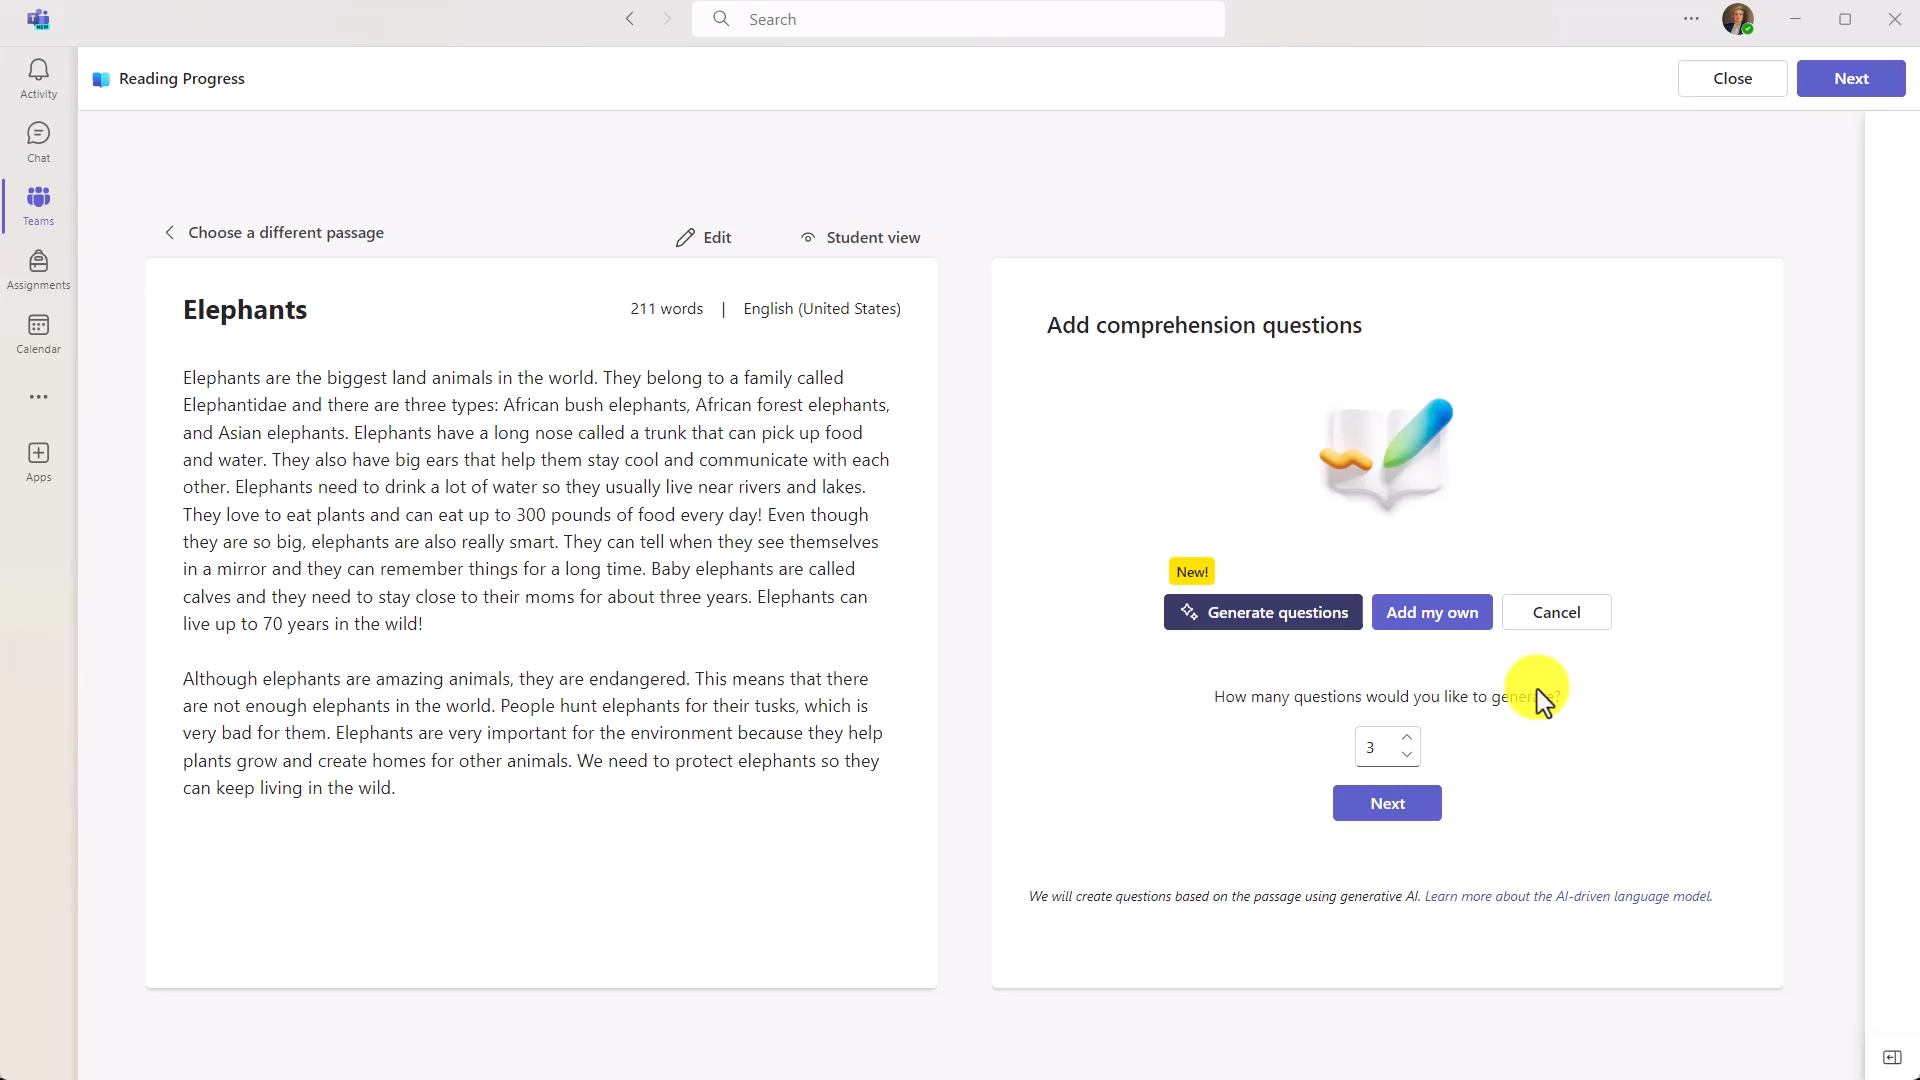 NEW
Search
Activity
Chat
Teams
Assignments
Calendar
Apps
Reading Progress
Close
Next
Choose a different passage
Edit
Student view
Elephants
211 words | English (United States)
Elephants are the biggest land animals in the world. They belong to a family called
Elephantidae and there are three types: African bush elephants, African forest elephants,
and Asian elephants. Elephants have a long nose called a trunk that can pick up food
and water. They also have big ears that help them stay cool and communicate with each
other. Elephants need to drink a lot of water so they usually live near rivers and lakes.
They love to eat plants and can eat up to 300 pounds of food every day! Even though
they are so big, elephants are also really smart. They can tell when they see themselves
in a mirror and they can remember things for a long time. Baby elephants are called
calves and they need to stay close to their moms for about three years. Elephants can
live up to 70 years in the wild!
Although elephants are amazing animals, they are endangered. This means that there
are not enough elephants in the world. People hunt elephants for their tusks, which is
very bad for them. Elephants are very important for the environment because they help
plants grow and create homes for other animals. We need to protect elephants so they
can keep living in the wild.
Add comprehension questions
New!
Generate questions
Add my own
Cancel
How many questions would you like to generate?
3
Next
We will create questions based on the passage using generative AI. Learn more about the AI-driven language model.